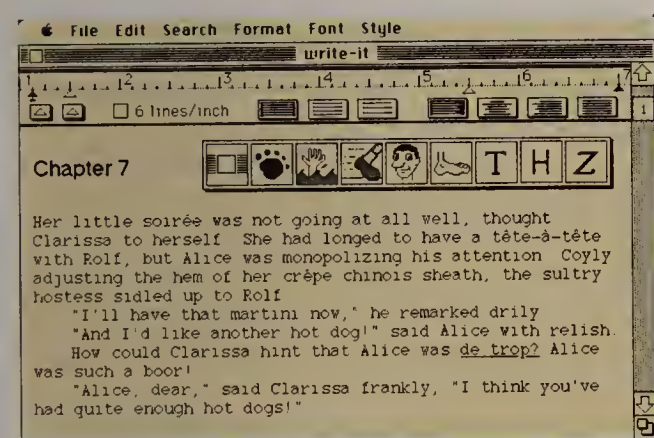 File Edit Search Format Font Style
write-it
1 2 3 4 5 6 7
6 lines/inch
1
Chapter 7
T H Z
Her little soirée was not going at all well, thought
Clarissa to herself. She had longed to have a tête-à-tête
with Rolf, but Alice was monopolizing his attention. Coyly
adjusting the hem of her crêpe chinois sheath, the sultry
hostess sidled up to Rolf.
"I'll have that martini now," he remarked drily.
"And I'd like another hot dog!" said Alice with relish.
How could Clarissa hint that Alice was de trop? Alice
was such a boor!
"Alice, dear," said Clarissa frankly, "I think you've
had quite enough hot dogs!"